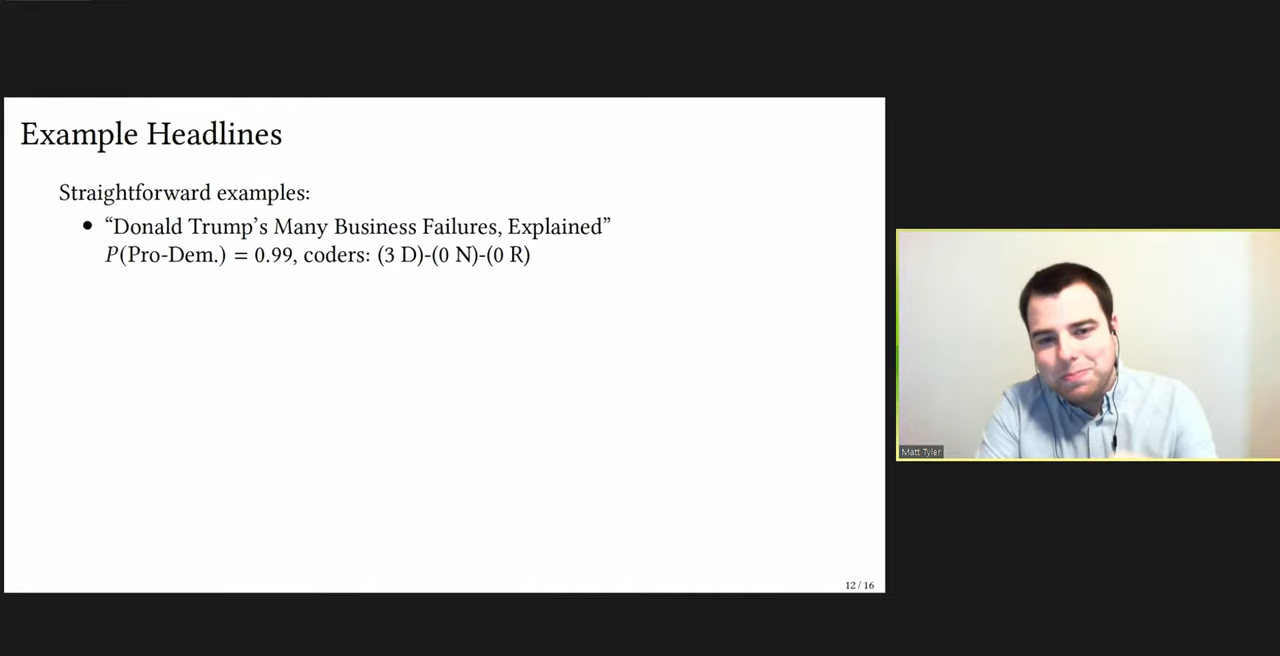 Example Headlines
Straightforward examples:
• “Donald Trump’s Many Business Failures, Explained”
P(Pro-Dem.) = 0.99, coders: (3 D)-(0 N)-(0 R)
12 / 16
Matt Tyler